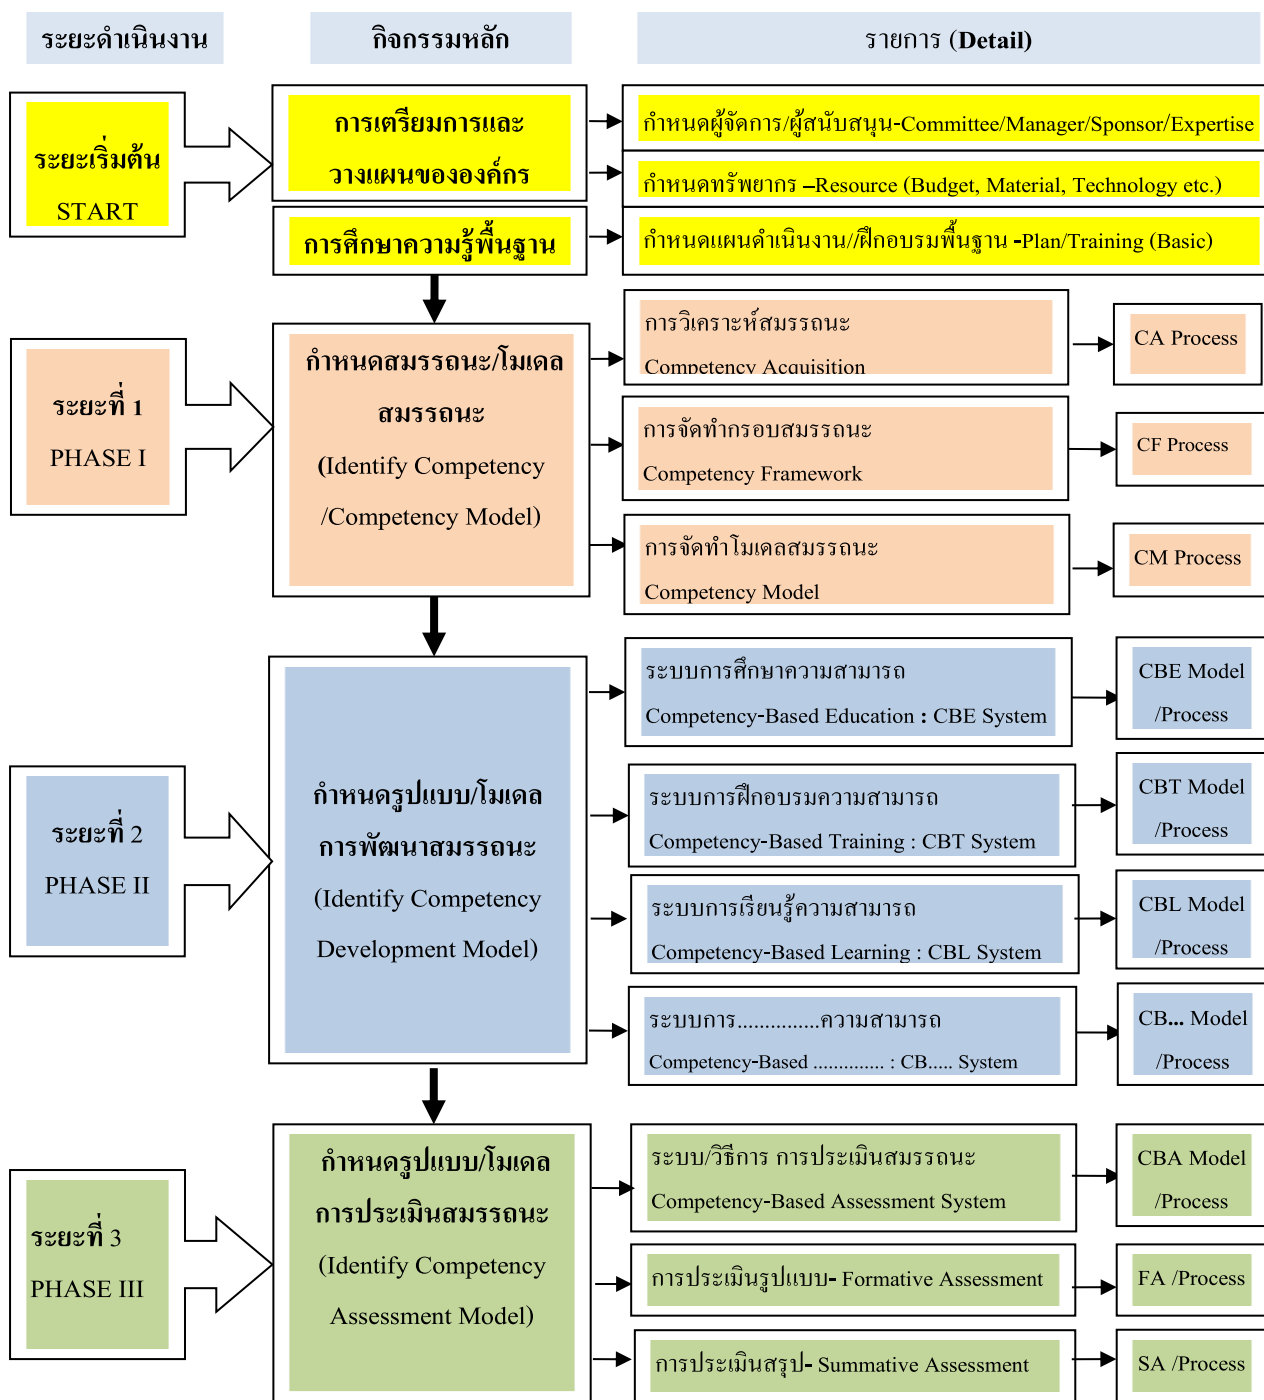 ระยะดำเนินงาน
กิจกรรมหลัก
รายการ (Detail)
ระยะเริ่มต้น
START
การเตรียมการและ
วางแผนขององค์กร
กำหนดผู้จัดการ/ผู้สนับสนุน-Committee/Manager/Sponsor/Expertise
กำหนดทรัพยากร –Resource (Budget, Material, Technology etc.)
การศึกษาความรู้พื้นฐาน
กำหนดแผนดำเนินงาน//ฝึกอบรมพื้นฐาน -Plan/Training (Basic)
ระยะที่ 1
PHASE I
กำหนดสมรรถนะ/โมเดล
สมรรถนะ
(Identify Competency
/Competency Model)
การวิเคราะห์สมรรถนะ
Competency Acquisition
CA Process
การจัดทำกรอบสมรรถนะ
Competency Framework
CF Process
การจัดทำโมเดลสมรรถนะ
Competency Model
CM Process
ระยะที่ 2
PHASE II
กำหนดรูปแบบ/โมเดล
การพัฒนาสมรรถนะ
(Identify Competency
Development Model)
ระบบการศึกษาความสามารถ
Competency-Based Education : CBE System
CBE Model
/Process
ระบบการฝึกอบรมความสามารถ
Competency-Based Training : CBT System
CBT Model
/Process
ระบบการเรียนรู้ความสามารถ
Competency-Based Learning : CBL System
CBL Model
/Process
ระบบการ...............ความสามารถ
Competency-Based .............. : CB..... System
CB... Model
/Process
ระยะที่ 3
PHASE III
กำหนดรูปแบบ/โมเดล
การประเมินสมรรถนะ
(Identify Competency
Assessment Model)
ระบบ/วิธีการ การประเมินสมรรถนะ
Competency-Based Assessment System
CBA Model
/Process
การประเมินรูปแบบ- Formative Assessment
FA /Process
การประเมินสรุป- Summative Assessment
SA /Process